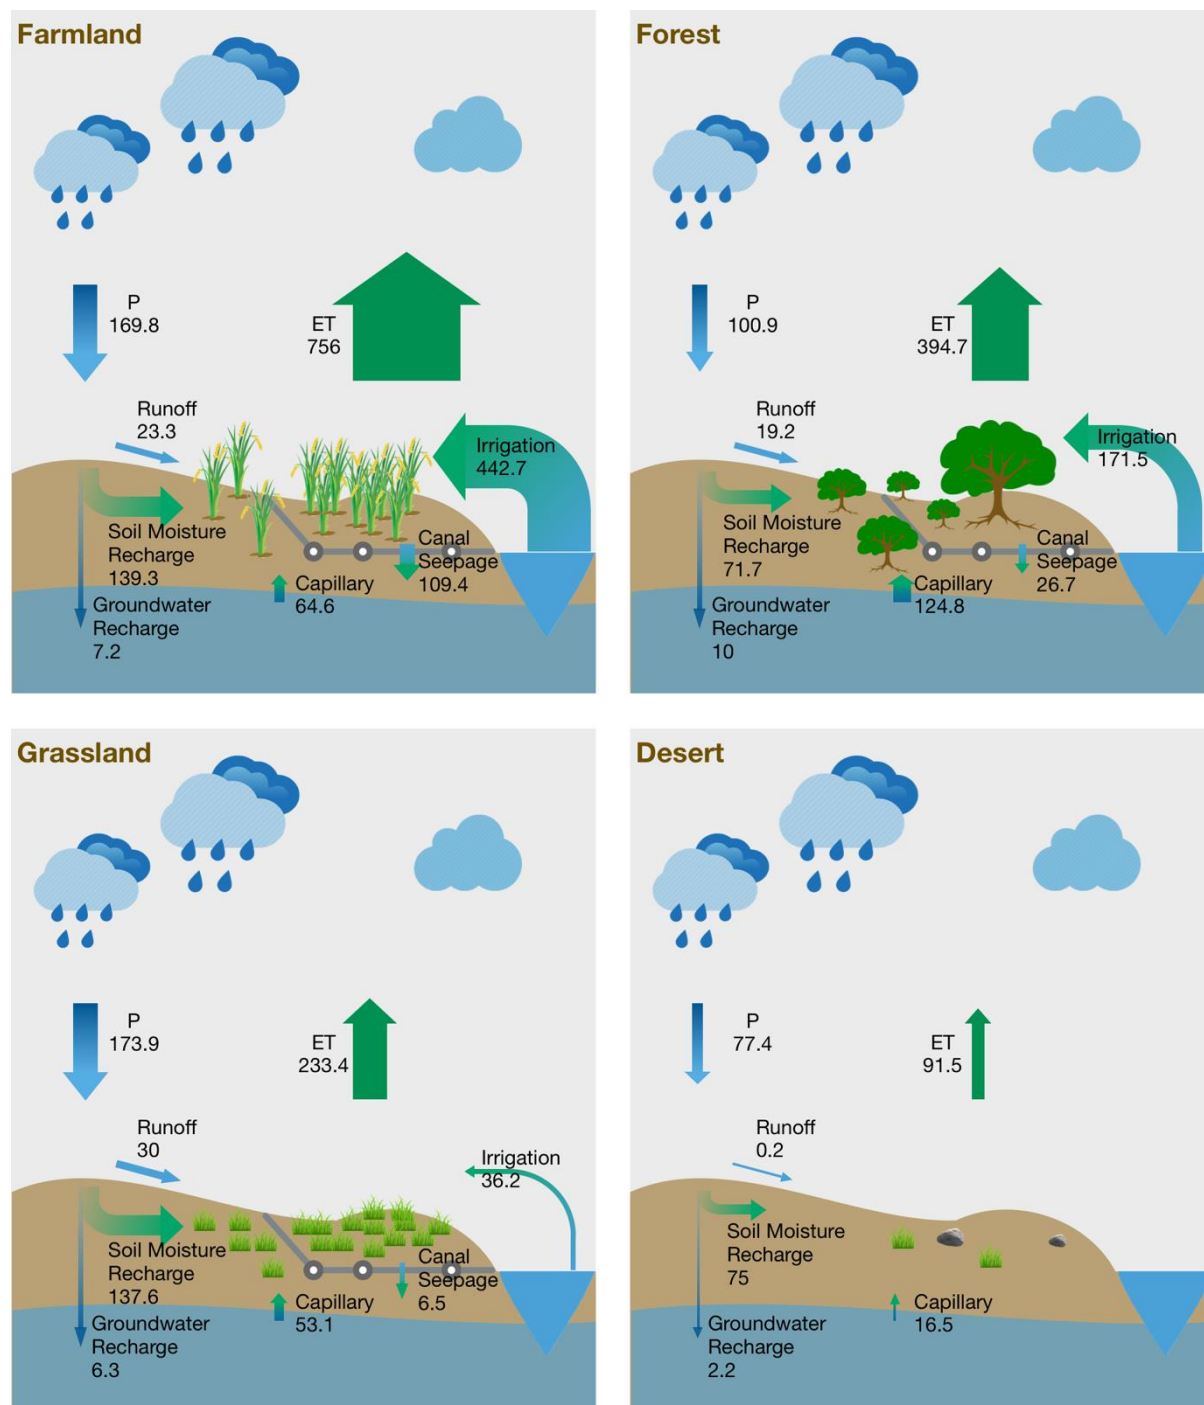 Farmland
P
169.8
ET
756
Runoff
23.3
Irrigation
442.7
Soil Moisture
Recharge
139.3
Canal
Seepage
109.4
Capillary
64.6
Groundwater
Recharge
7.2
Forest
P
100.9
ET
394.7
Runoff
19.2
Irrigation
171.5
Soil Moisture
Recharge
71.7
Canal
Seepage
26.7
Capillary
124.8
Groundwater
Recharge
10
Grassland
P
173.9
ET
233.4
Runoff
30
Irrigation
36.2
Soil Moisture
Recharge
137.6
Canal
Seepage
6.5
Capillary
53.1
Groundwater
Recharge
6.3
Desert
P
77.4
ET
91.5
Runoff
0.2
Soil Moisture
Recharge
75
Capillary
16.5
Groundwater
Recharge
2.2